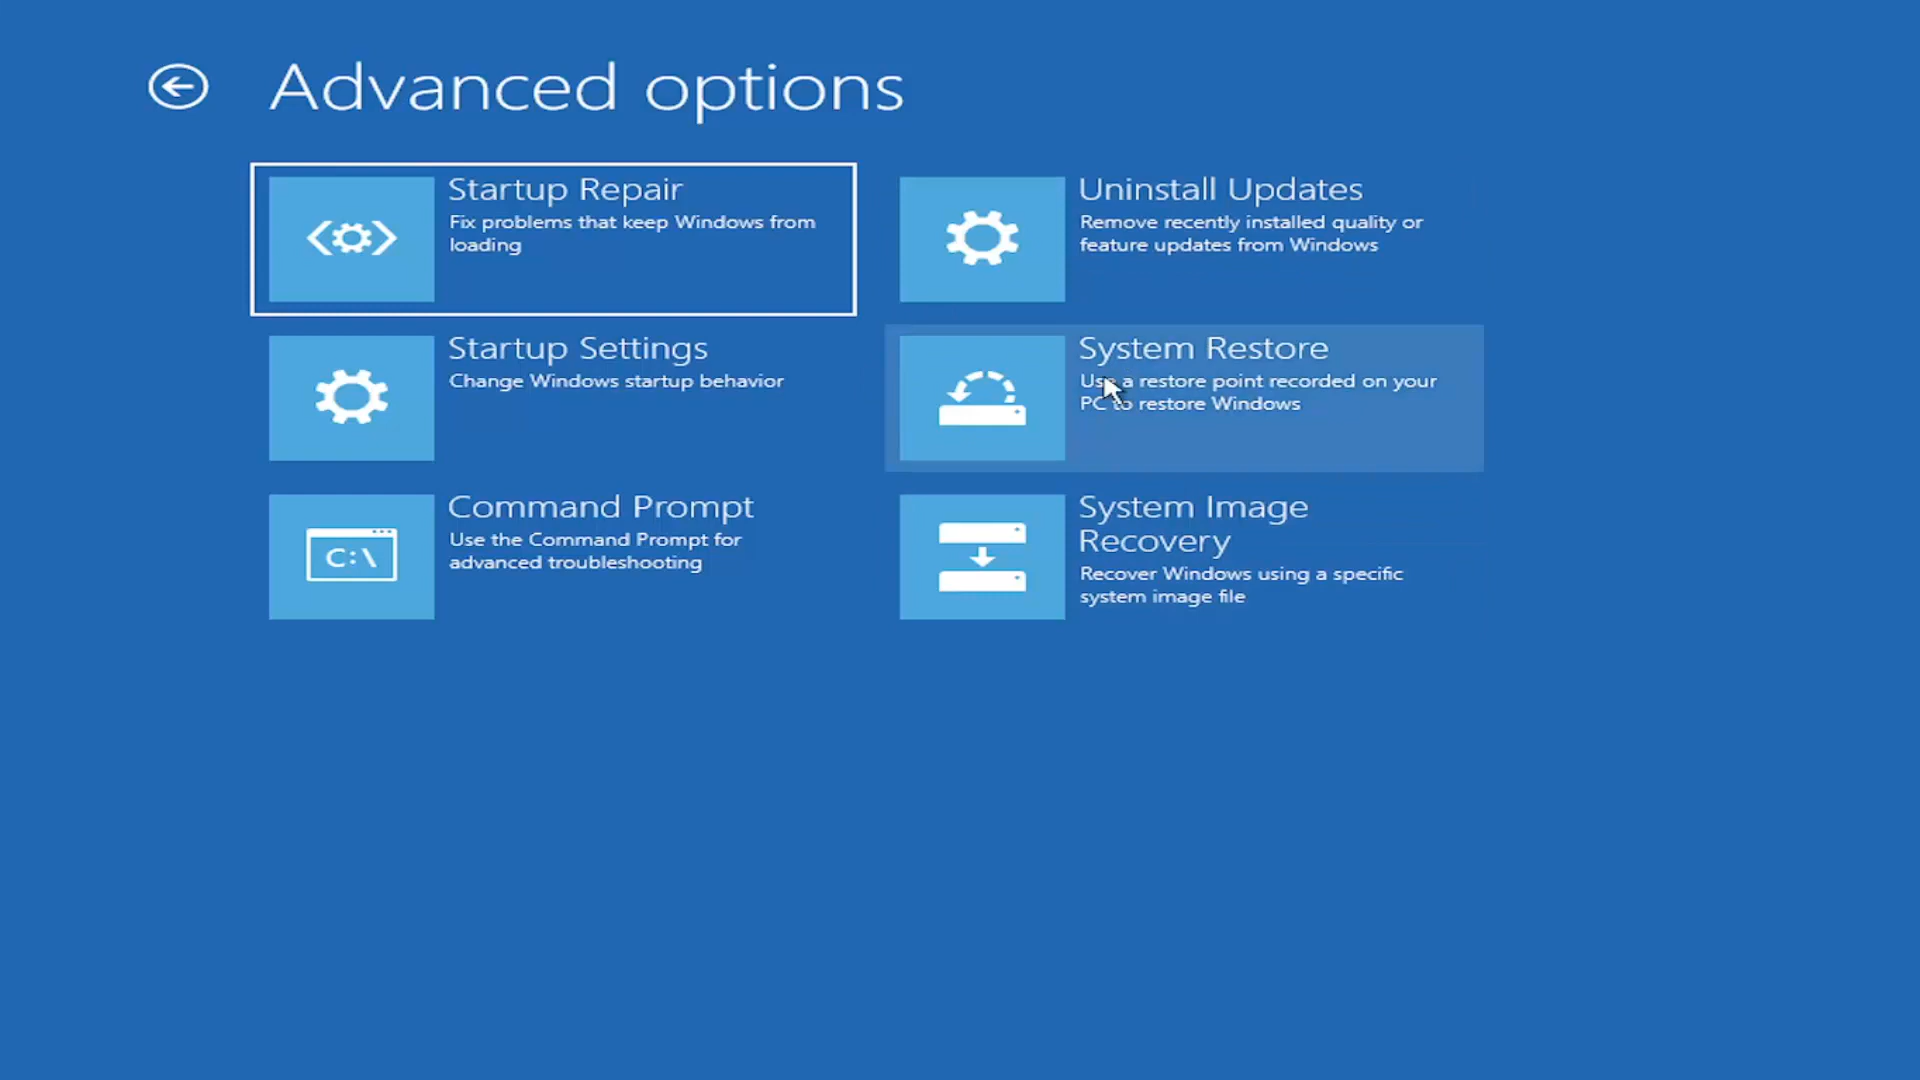 Advanced options
Startup Repair
Fix problems that keep Windows from
loading
Uninstall Updates
Remove recently installed quality or
feature updates from Windows
Startup Settings
Change Windows startup behavior
System Restore
Use a restore point recorded on your
PC to restore Windows
Command Prompt
Use the Command Prompt for
advanced troubleshooting
C:\
System Image
Recovery
Recover Windows using a specific
system image file